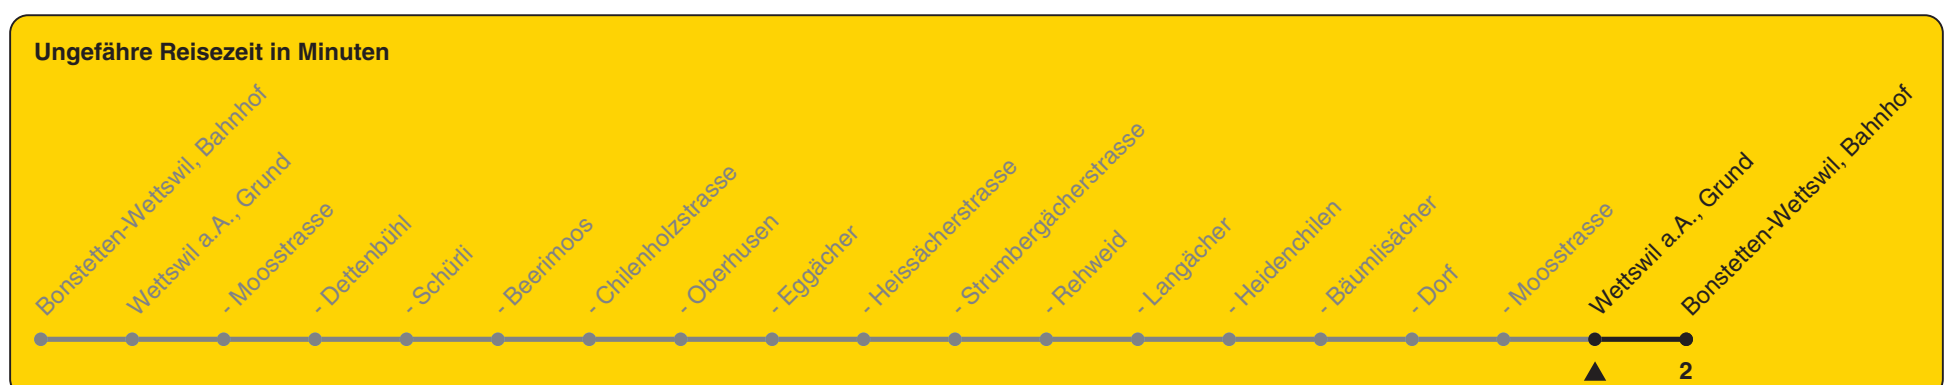 Ungefähre Reisezeit in Minuten
Bonstetten-Wettswil, Bahnhof
Wettswil a.A., Grund
- Moosstrasse
- Dettenbühl
- Schürli
- Beerimoos
- Chilenholzstrasse
- Oberhusen
- Eggächer
- Heissächerstrasse
- Strumbergächerstrasse
- Rehweid
- Langächer
- Heidenchilen
- Bäumlisächer
- Dorf
- Moosstrasse
Wettswil a.A., Grund
Bonstetten-Wettswil, Bahnhof
2